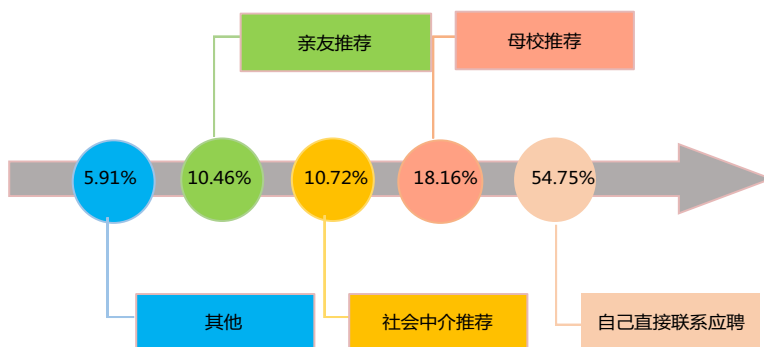 亲友推荐
母校推荐
5.91%
10.46%
10.72%
18.16%
54.75%
其他
社会中介推荐
自己直接联系应聘